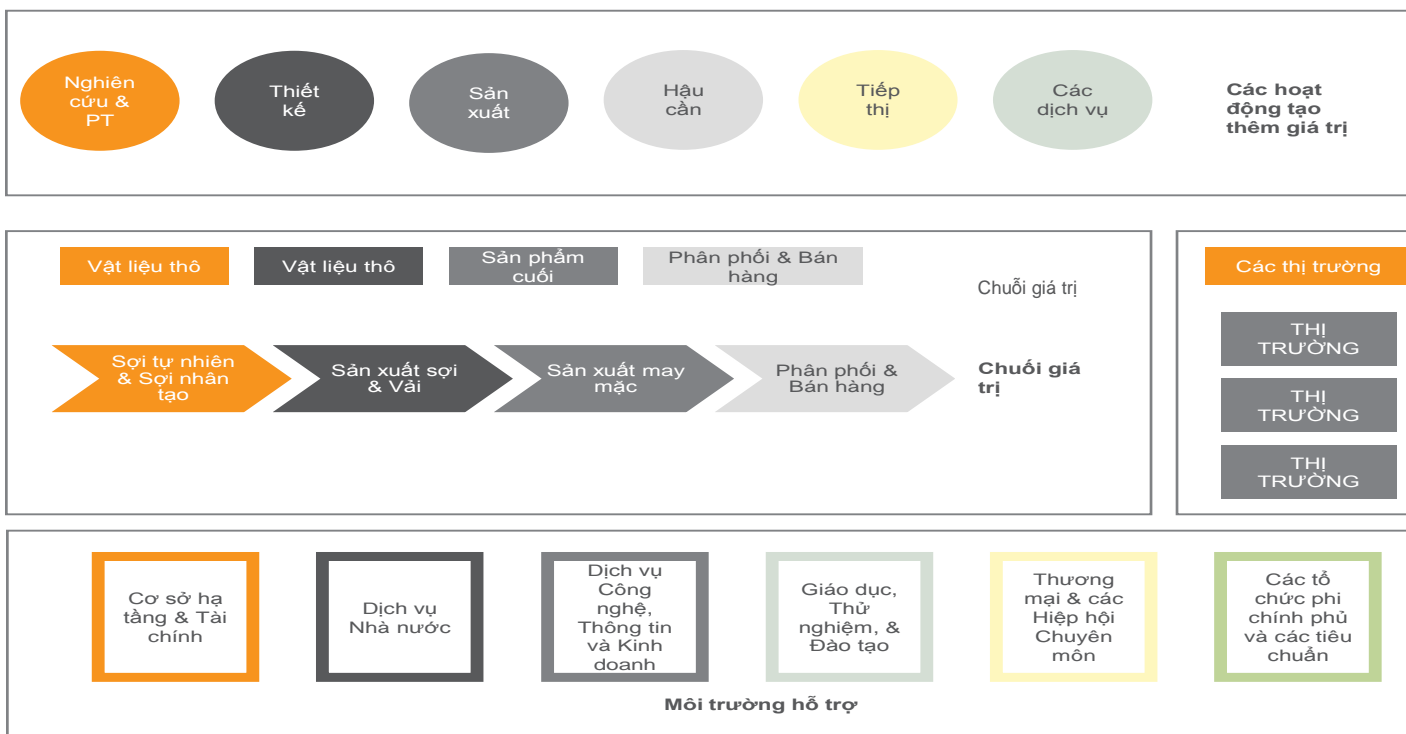 Nghiên
cứu &
PT
Thiết
kế
Sản
xuất
Hậu
cần
Tiếp
thị
Các
dịch vụ
Các hoạt
động tạo
thêm giá trị
Vật liệu thô
Vật liệu thô
Sản phẩm
cuối
Phân phối & Bán
hàng
Chuỗi giá trị
Các thị trường
Sợi tự nhiên
& Sợi nhân
tạo
Sản xuất sợi
& Vải
Sản xuất may
mặc
Phân phối &
Bán hàng
Chuỗi giá
trị
THỊ
TRƯỜNG
THỊ
TRƯỜNG
THỊ
TRƯỜNG
Cơ sở hạ
tầng & Tài
chính
Dịch vụ
Nhà nước
Dịch vụ
Công
nghệ,
Thông tin
và Kinh
doanh
Giáo dục,
Thử
nghiệm, &
Đào tạo
Thương
mại & các
Hiệp hội
Chuyên
môn
Các tổ
chức phi
chính phủ
và các tiêu
chuẩn
Môi trường hỗ trợ